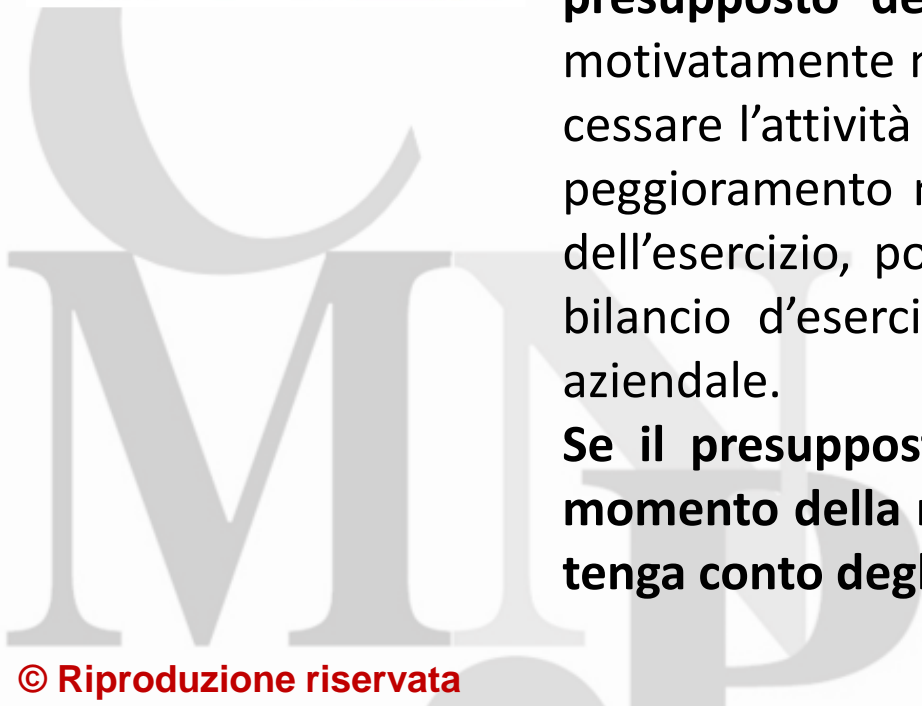 presupposto de
motivatamente
cessare l’attività
peggioramento
dell’esercizio, po
bilancio d’eserci
aziendale.
Se il presuppos
momento della
tenga conto degl
© Riproduzione riservata